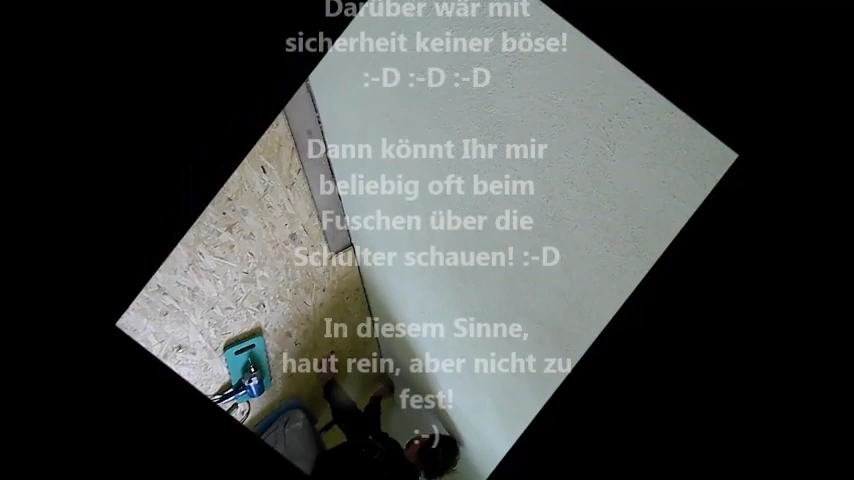 Darüber wär mit
sicherheit keiner böse!
:-D :-D :-D
Dann könnt Ihr mir
beliebig oft beim
Fuschen über die
Schulter schauen! :-D
In diesem Sinne,
haut rein, aber nicht zu
fest!
:-)